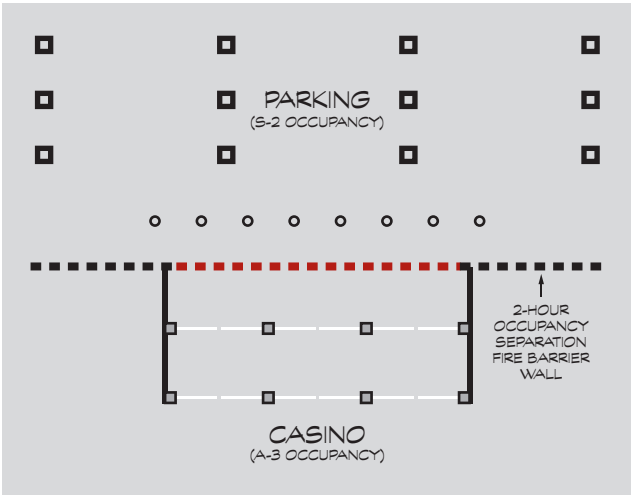 PARKING
(S-2 OCCUPANCY)
2-HOUR
OCCUPANCY
SEPARATION
FIRE BARRIER
WALL
CASINO
(A-3 OCCUPANCY)